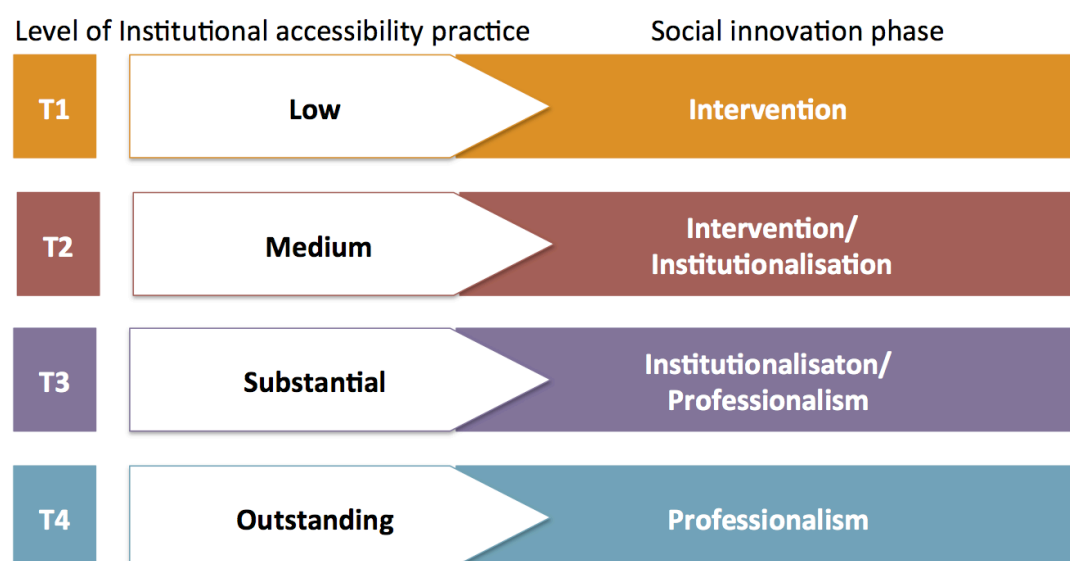 Level of Institutional accessibility practice
Social innovation phase
T1
Low
Intervention
T2
Medium
Intervention/
Institutionalisation
T3
Substantial
Institutionalisaton/
Professionalism
T4
Outstanding
Professionalism